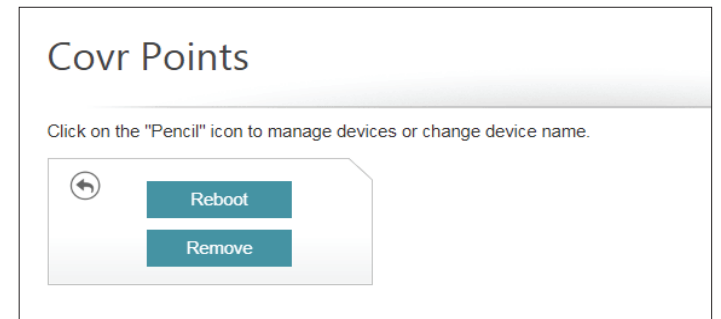 Covr Points
Click on the "Pencil" icon to manage devices or change device name.
Reboot
Remove